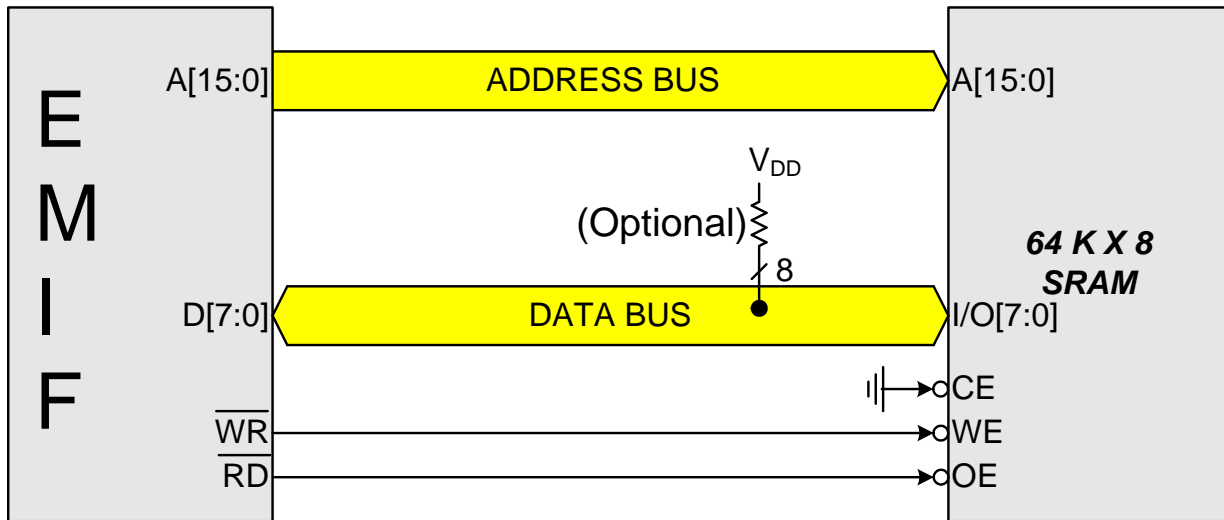 EMIF
A[15:0]
ADDRESS BUS
A[15:0]
VDD
(Optional)
8
64 K X 8
SRAM
D[7:0]
DATA BUS
I/O[7:0]
CE
WR
WE
RD
OE